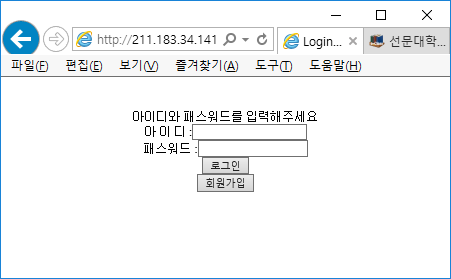 http://211.183.34.141
Login...
선문대학...
파일(F) 편집(E) 보기(V) 즐겨찾기(A) 도구(T) 도움말(H)
아이디와 패스워드를 입력해주세요
아 이 디 :
패스워드 :
로그인
회원가입